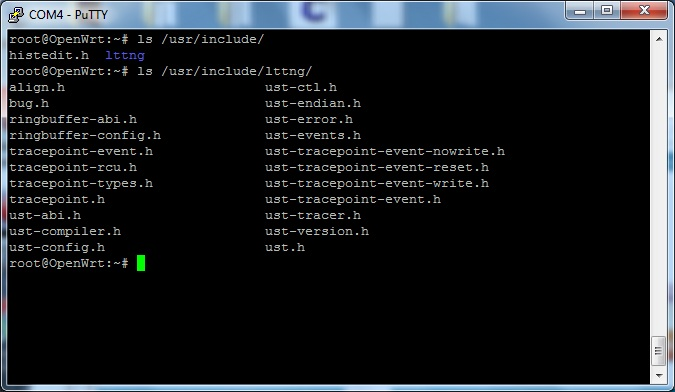 COM4 - PuTTY
root@OpenWrt:~# ls /usr/include/
histedit.h  lttng
root@OpenWrt:~# ls /usr/include/lttng/
align.h                         ust-ctl.h
bug.h                           ust-endian.h
ringbuffer-abi.h                ust-error.h
ringbuffer-config.h             ust-events.h
tracepoint-event.h              ust-tracepoint-event-nowrite.h
tracepoint-rcu.h                ust-tracepoint-event-reset.h
tracepoint-types.h              ust-tracepoint-event-write.h
tracepoint.h                    ust-tracepoint-event.h
ust-abi.h                       ust-tracer.h
ust-compiler.h                  ust-version.h
ust-config.h                    ust.h
root@OpenWrt:~#